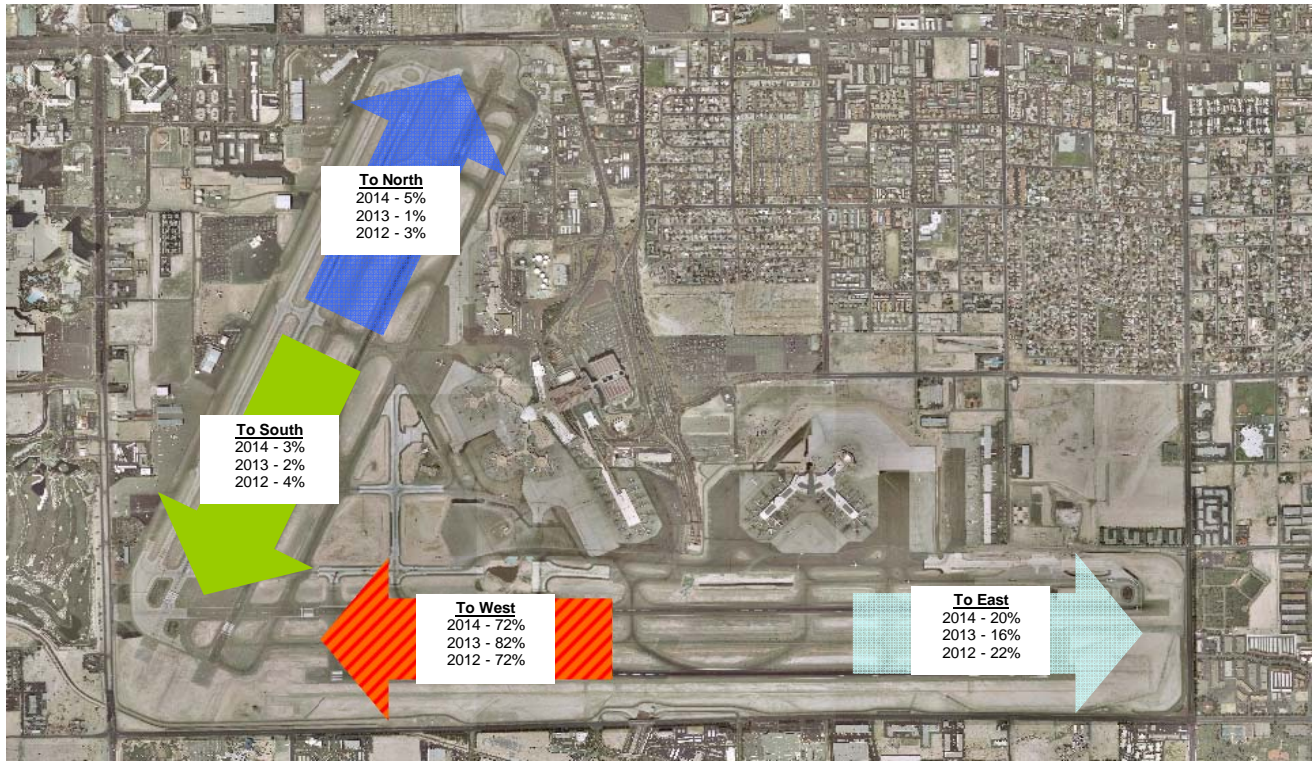 To North
2014 - 5%
2013 - 1%
2012 - 3%
To South
2014 - 3%
2013 - 2%
2012 - 4%
To West
2014 - 72%
2013 - 82%
2012 - 72%
To East
2014 - 20%
2013 - 16%
2012 - 22%